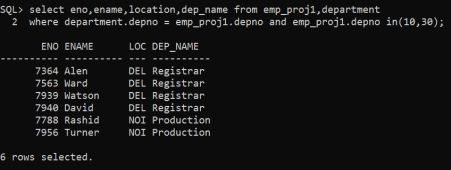 SQL> select eno,ename,location,dep_name from emp_proj1,department
  2  where department.depno = emp_proj1.depno and emp_proj1.depno in(10,30);

       ENO ENAME      LOC DEP_NAME
---------- ---------- --- ----------
      7364 Alen       DEL Registrar
      7563 Ward       DEL Registrar
      7939 Watson     DEL Registrar
      7940 David      DEL Registrar
      7788 Rashid     NOI Production
      7956 Turner     NOI Production

6 rows selected.